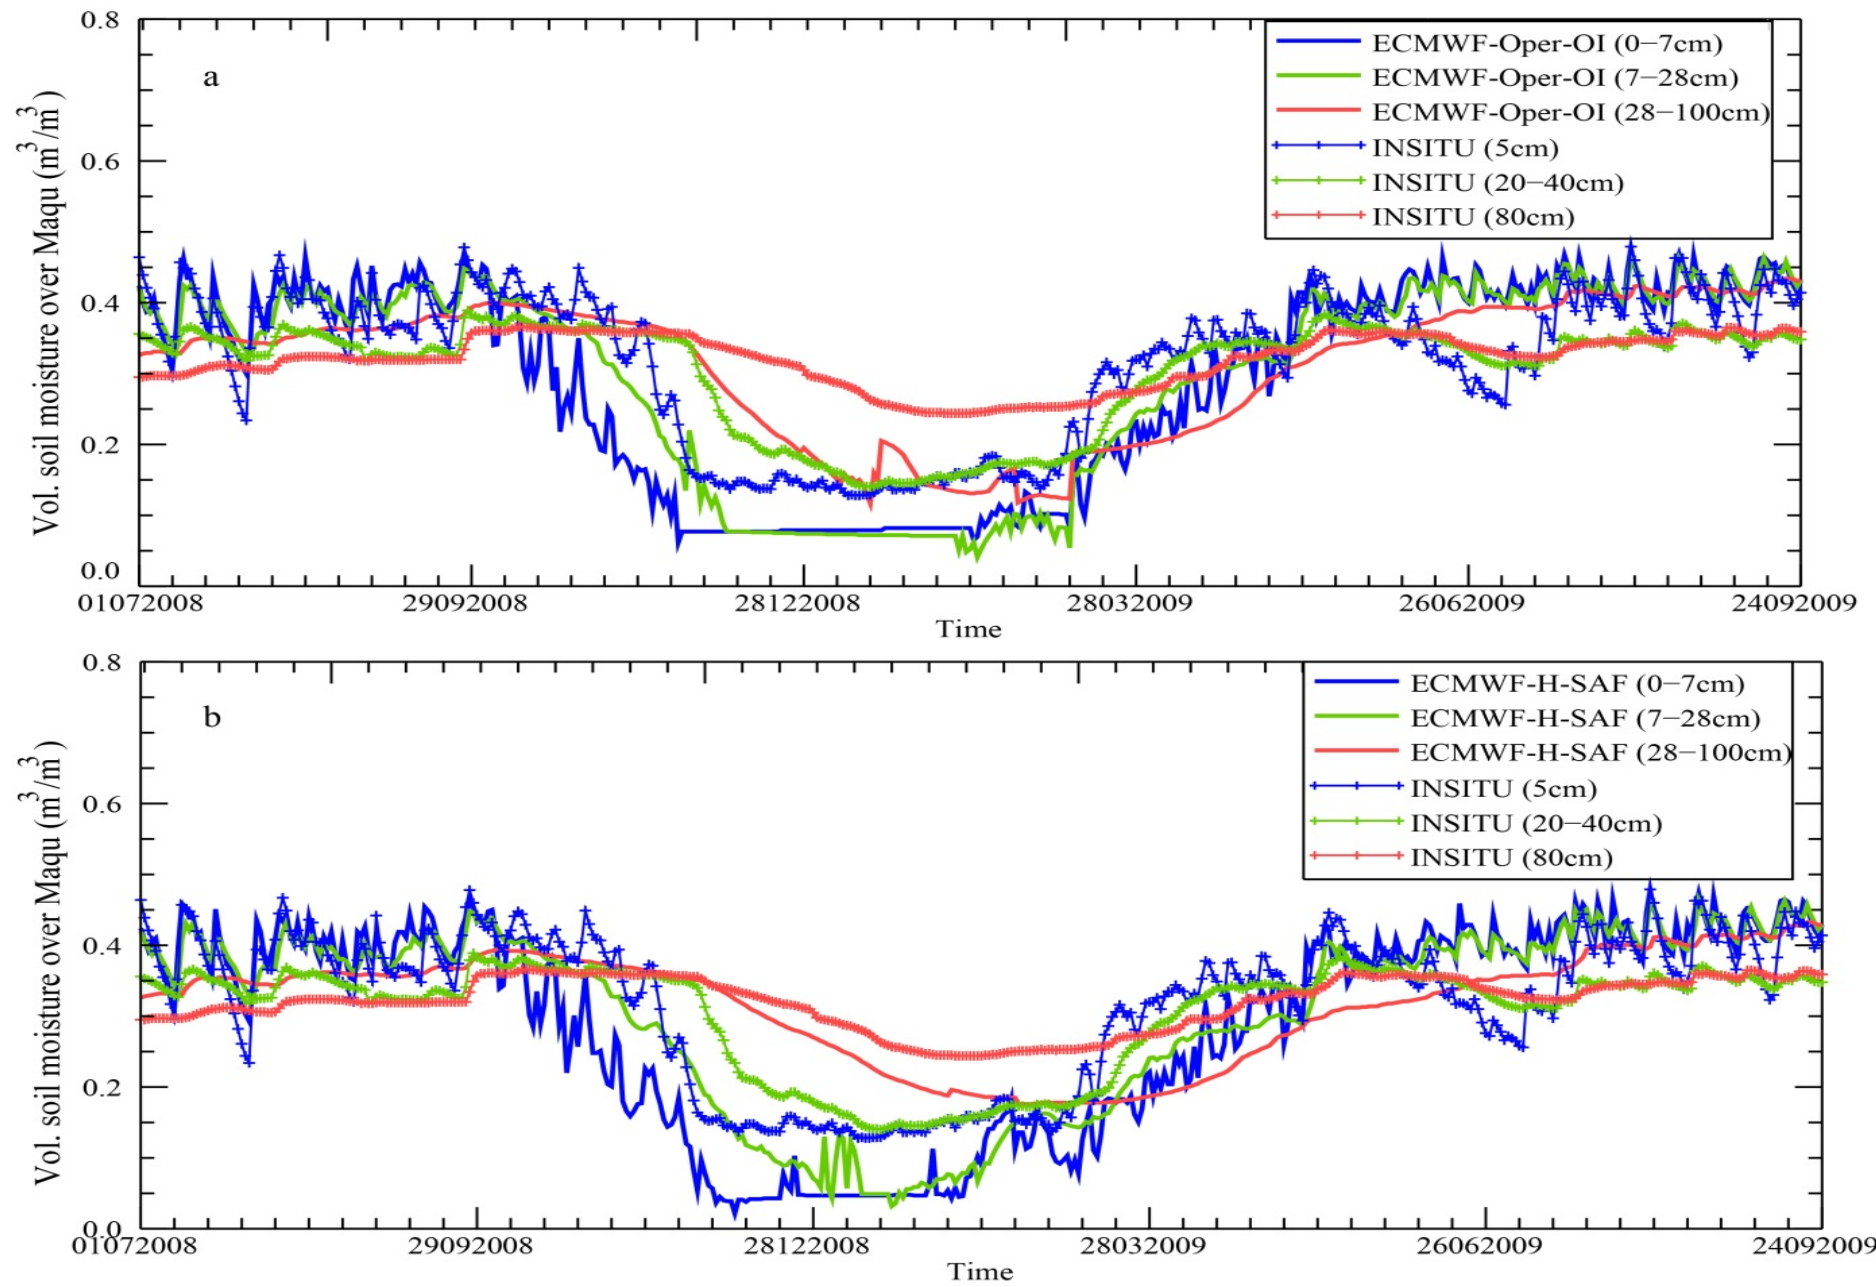 0.8
a
ECMWF-Oper-OI (0−7cm)
ECMWF-Oper-OI (7−28cm)
ECMWF-Oper-OI (28−100cm)
INSITU (5cm)
INSITU (20−40cm)
INSITU (80cm)
Vol. soil moisture over Maqu (m³/m³)
0.6
0.4
0.2
0.0
01072008 29092008 28122008 28032009 26062009 24092009
Time
0.8
b
ECMWF-H-SAF (0−7cm)
ECMWF-H-SAF (7−28cm)
ECMWF-H-SAF (28−100cm)
INSITU (5cm)
INSITU (20−40cm)
INSITU (80cm)
Vol. soil moisture over Maqu (m³/m³)
0.6
0.4
0.2
0.0
01072008 29092008 28122008 28032009 26062009 24092009
Time